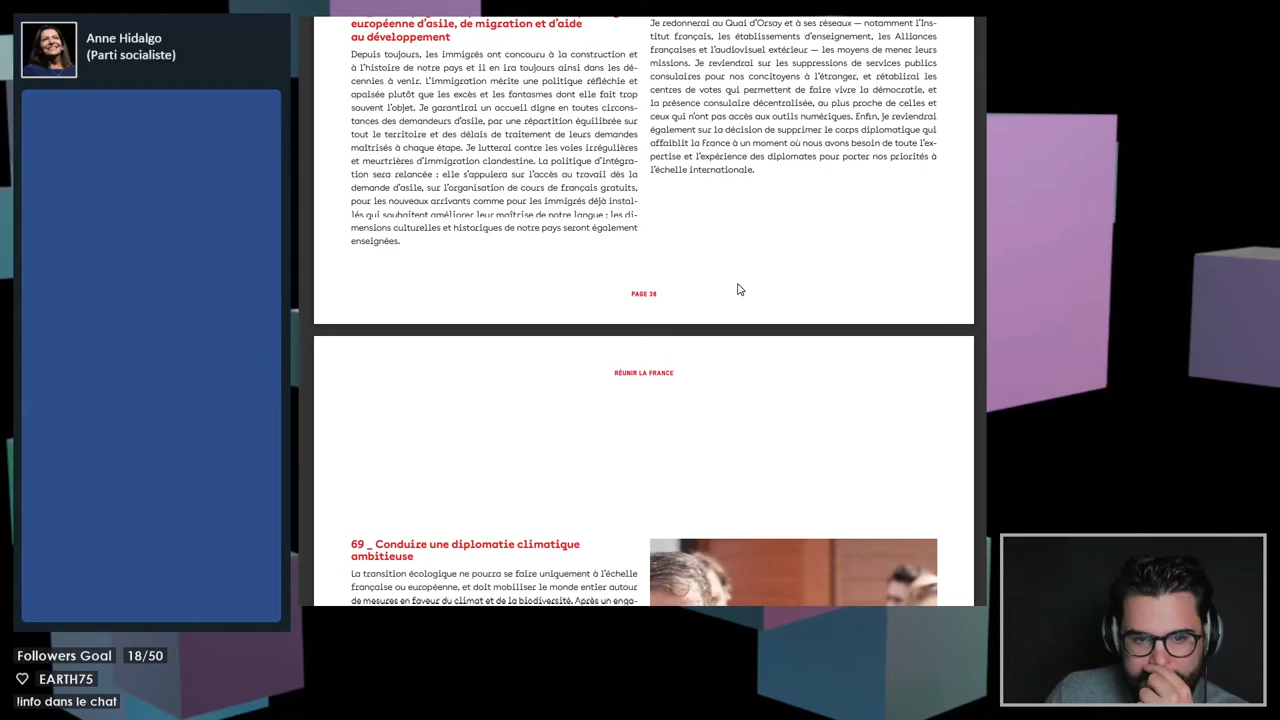 Anne Hidalgo
(Parti socialiste)
européenne d'asile, de migration et d'aide
au développement
Depuis toujours, les immigrés ont concouru à la construction et
à l'histoire de notre pays et il en ira toujours ainsi dans les dé-
cennies à venir. L'immigration mérite une politique réfléchie et
apaisée plutôt que les excès et les fantasmes dont elle fait trop
souvent l'objet. Je garantirai un accueil digne en toutes circons-
tances des demandeurs d'asile, par une répartition équilibrée sur
tout le territoire et des délais de traitement de leurs demandes
maîtrisés à chaque étape. Je lutterai contre les voies irrégulières
et meurtrières d'immigration clandestine. La politique d'intégra-
tion sera relancée : elle s'appuiera sur l'accès au travail dès la
demande d'asile, sur l'organisation de cours de français gratuits,
pour les nouveaux arrivants comme pour les immigrés déjà instal-
lés qui souhaitent améliorer leur maîtrise de notre langue ; les di-
mensions culturelles et historiques de notre pays seront également
enseignées.
Je redonnerai au Quai d'Orsay et à ses réseaux — notamment l'Ins-
titut français, les établissements d'enseignement, les Alliances
françaises et l'audiovisuel extérieur — les moyens de mener leurs
missions. Je reviendrai sur les suppressions de services publics
consulaires pour nos concitoyens à l'étranger, et rétablirai les
centres de votes qui permettent de faire vivre la démocratie, et
la présence consulaire décentralisée, au plus proche de celles et
ceux qui n'ont pas accès aux outils numériques. Enfin, je reviendrai
également sur la décision de supprimer le corps diplomatique qui
affaiblit la France à un moment où nous avons besoin de toute l'ex-
pertise et l'expérience des diplomates pour porter nos priorités à
l'échelle internationale.
PAGE 38
RÉUNIR LA FRANCE
69 _ Conduire une diplomatie climatique
ambitieuse
La transition écologique ne pourra se faire uniquement à l'échelle
française ou européenne, et doit mobiliser le monde entier autour
de mesures en faveur du climat et de la biodiversité. Après un enga-
Followers Goal 18/50
EARTH75
!info dans le chat